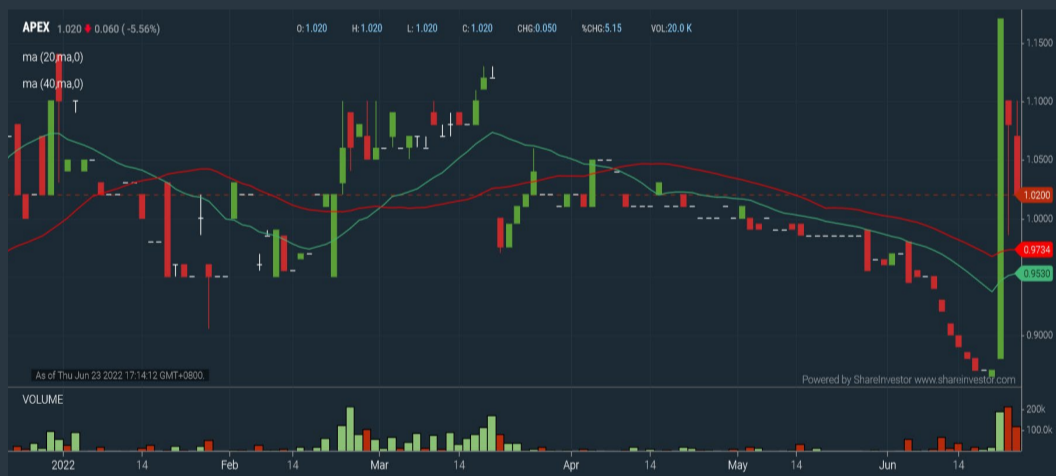 APEX 1.020 0.060 ( -5.56%) O:1.020 H:1.020 L: 1.020 C: 1.020 CHG:0.050 %CHG:5.15 VOL:20.0 K
ma (20,ma,0)
ma (40,ma,0)
1.1500
1.1000
1.0500
1.0200
1.0000
0.9734
0.9530
0.9000
As of Thu Jun 23 2022 17:14:12 GMT+0800.
Powered by ShareInvestor www.shareinvestor.com
VOLUME
200k
100.0k
2022 14 Feb 14 Mar 14 Apr 14 May 14 Jun 14